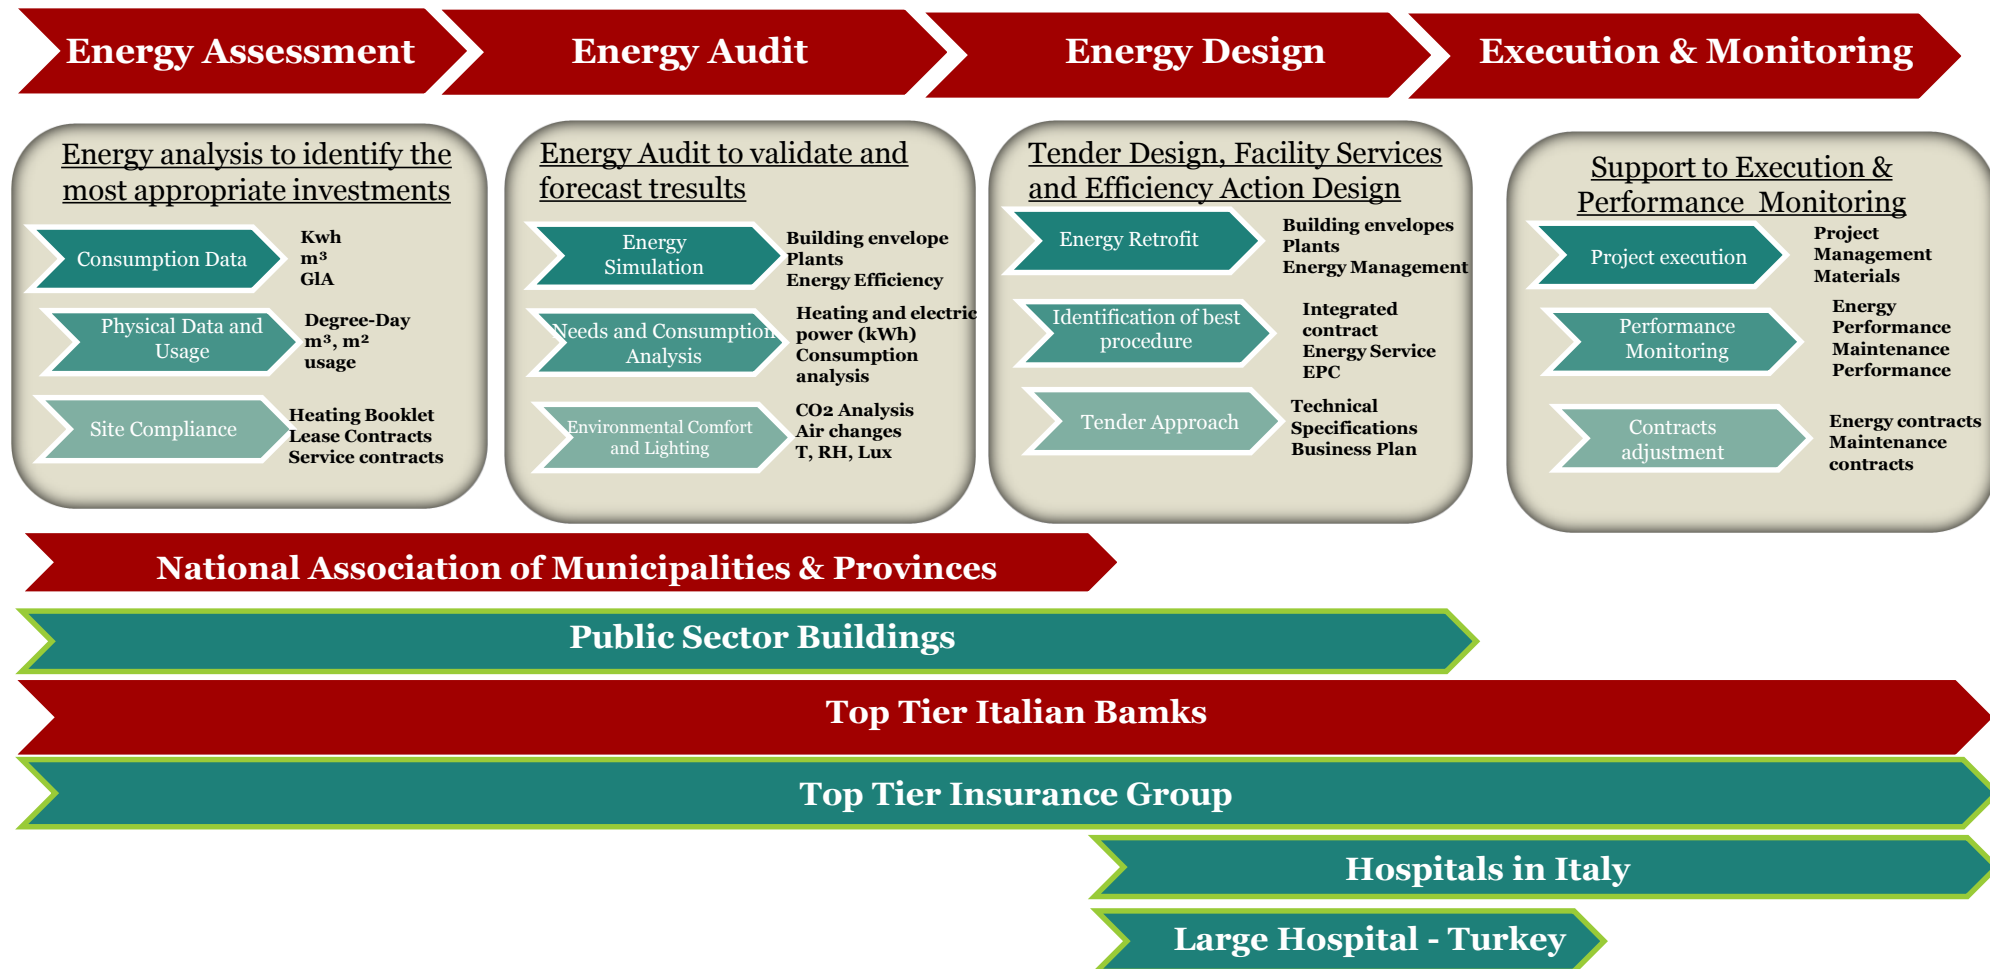 Energy Assessment
Energy Audit
Energy Design
Execution & Monitoring
Energy analysis to identify the
most appropriate investments
Consumption Data
Kwh
m³
GlA
Physical Data and
Usage
Degree-Day
m³, m²
usage
Site Compliance
Heating Booklet
Lease Contracts
Service contracts
Energy Audit to validate and
forecast tresults
Energy
Simulation
Building envelope
Plants
Energy Efficiency
Needs and Consumption
Analysis
Heating and electric
power (kWh)
Consumption
analysis
Environmental Comfort
and Lighting
CO2 Analysis
Air changes
T, RH, Lux
Tender Design, Facility Services
and Efficiency Action Design
Energy Retrofit
Building envelopes
Plants
Energy Management
Identification of best
procedure
Integrated
contract
Energy Service
EPC
Tender Approach
Technical
Specifications
Business Plan
Support to Execution &
Performance Monitoring
Project execution
Project
Management
Materials
Performance
Monitoring
Energy
Performance
Maintenance
Performance
Contracts
adjustment
Energy contracts
Maintenance
contracts
National Association of Municipalities & Provinces
Public Sector Buildings
Top Tier Italian Bamks
Top Tier Insurance Group
Hospitals in Italy
Large Hospital - Turkey